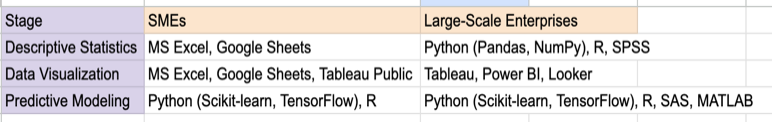 Stage SMEs Large-Scale Enterprises
Descriptive Statistics MS Excel, Google Sheets Python (Pandas, NumPy), R, SPSS
Data Visualization MS Excel, Google Sheets, Tableau Public Tableau, Power BI, Looker
Predictive Modeling Python (Scikit-learn, TensorFlow), R Python (Scikit-learn, TensorFlow), R, SAS, MATLAB